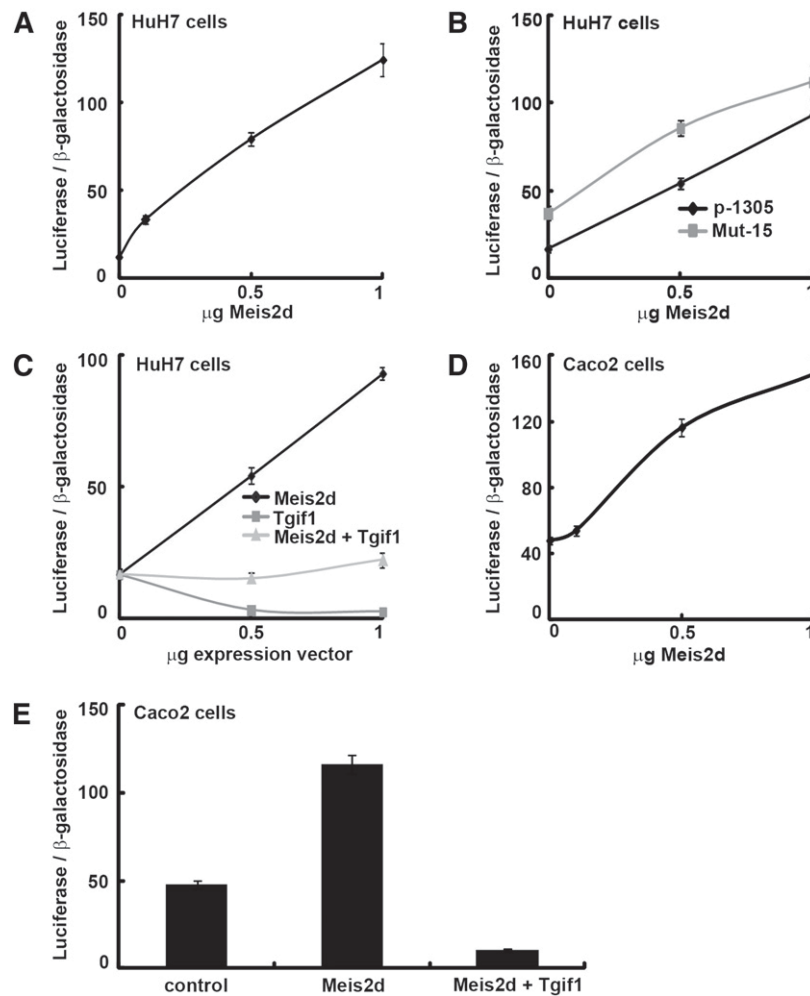 A
HuH7 cells
Luciferase / β-galactosidase
150
100
50
0
0 0.5 1
μg Meis2d
B
HuH7 cells
Luciferase / β-galactosidase
150
100
50
0
p-1305
Mut-15
0 0.5 1
μg Meis2d
C
HuH7 cells
Luciferase / β-galactosidase
100
50
0
Meis2d
Tgif1
Meis2d + Tgif1
0 0.5 1
μg expression vector
D
Caco2 cells
Luciferase / β-galactosidase
160
120
80
40
0
0 0.5 1
μg Meis2d
E
Caco2 cells
Luciferase / β-galactosidase
150
100
50
0
control Meis2d Meis2d + Tgif1